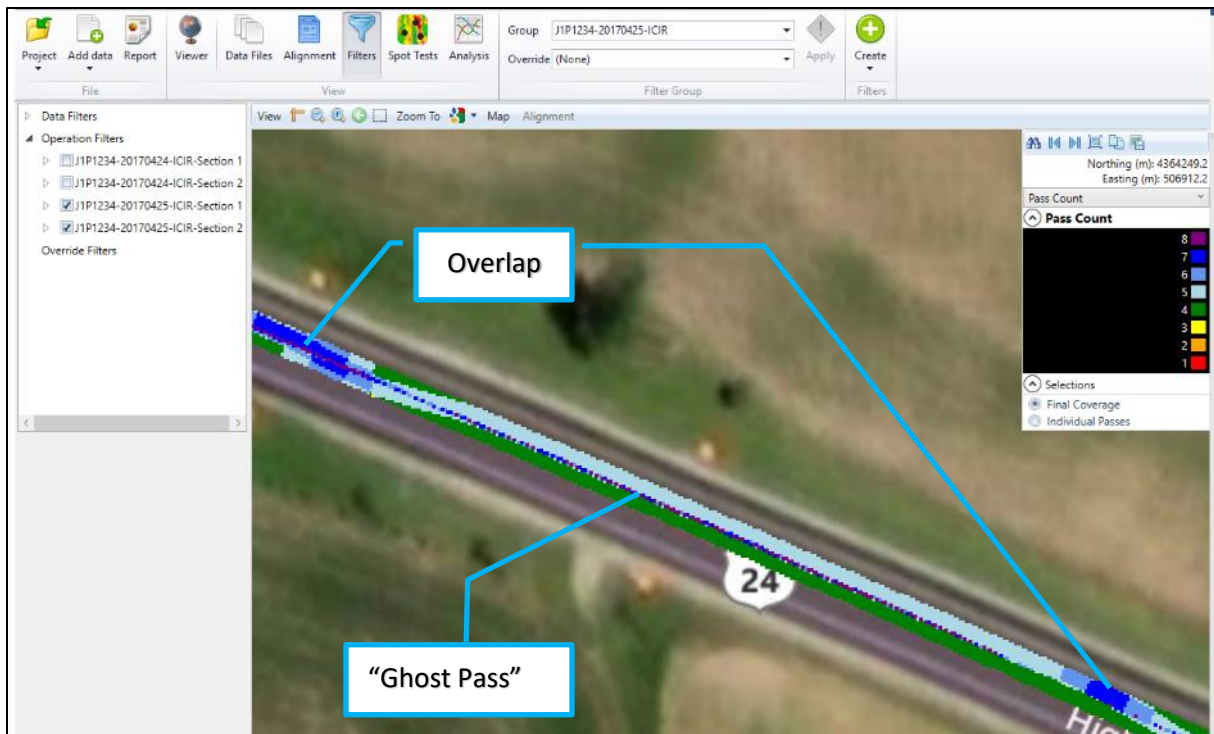 Project
Add data
Report
Viewer
Data Files
Alignment
Filters
Spot Tests
Analysis
Group J1P1234-20170425-ICIR
Override (None)
Apply
Create
File
View
Filter Group
Filters
Data Filters
Operation Filters
J1P1234-20170424-ICIR-Section 1
J1P1234-20170424-ICIR-Section 2
J1P1234-20170425-ICIR-Section 1
J1P1234-20170425-ICIR-Section 2
Override Filters
View Zoom To Map Alignment
Northing (m): 4364249.2
Easting (m): 506912.2
Pass Count
Pass Count
8
7
6
5
4
3
2
1
Selections
Final Coverage
Individual Passes
Overlap
24
“Ghost Pass”